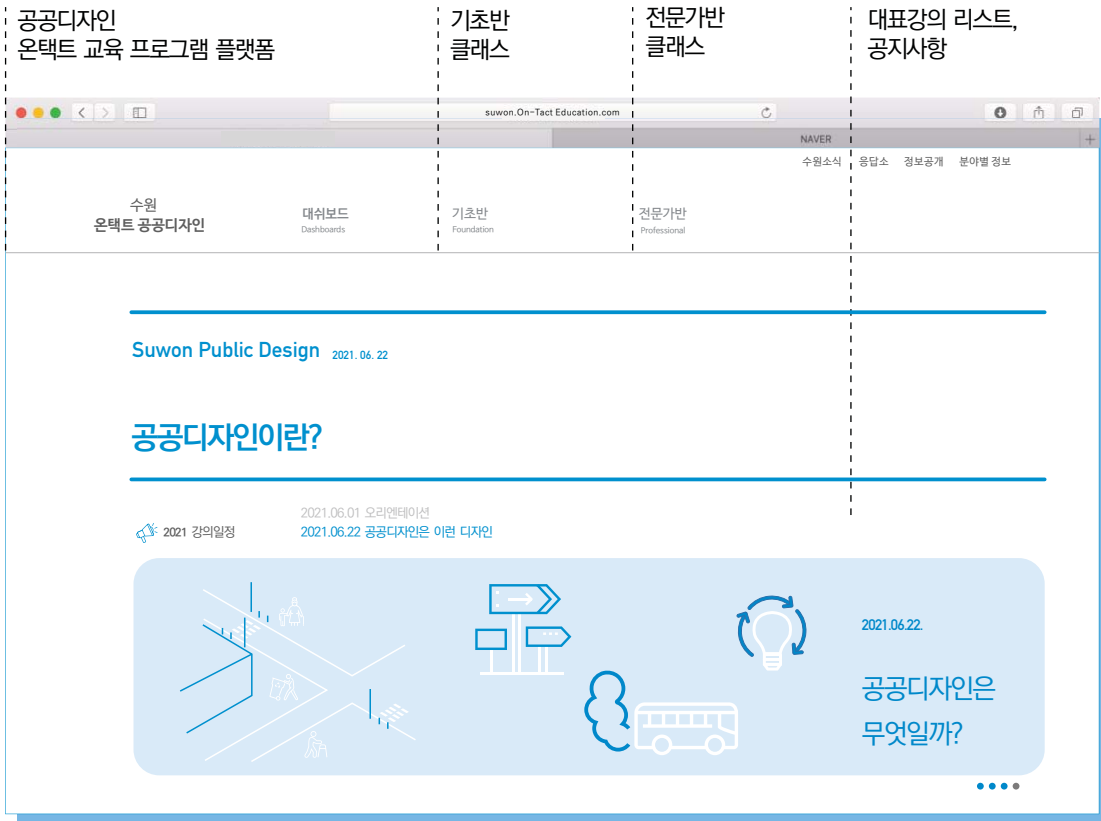 공공디자인
온택트 교육 프로그램 플랫폼
기초반
클래스
전문가반
클래스
대표강의 리스트,
공지사항
suwon.On-Tact Education.com
NAVER
수원소식 응답소 정보공개 분야별 정보
수원
온택트 공공디자인
대쉬보드
Dashboards
기초반
Foundation
전문가반
Professional
Suwon Public Design 2021. 06. 22
공공디자인이란?
2021 강의일정
2021.06.01 오리엔테이션
2021.06.22 공공디자인은 이런 디자인
2021.06.22.
공공디자인은
무엇일까?